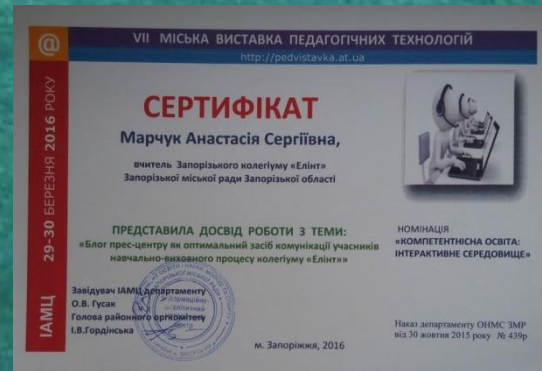 @
29-30 БЕРЕЗНЯ 2016 РОКУ
ІАМЦ
VII МІСЬКА ВИСТАВКА ПЕДАГОГІЧНИХ ТЕХНОЛОГІЙ
http://pedvistavka.at.ua
СЕРТИФІКАТ
Марчук Анастасія Сергіївна,
вчитель Запорізького колегіуму «Елінт»
Запорізької міської ради Запорізької області
ПРЕДСТАВИЛА ДОСВІД РОБОТИ З ТЕМИ:
«Блог прес-центру як оптимальний засіб комунікації учасників
навчально-виховного процесу колегіуму «Елінт»»
НОМІНАЦІЯ
«КОМПЕТЕНТНІСНА ОСВІТА:
ІНТЕРАКТИВНЕ СЕРЕДОВИЩЕ»
Завідувач ІАМЦ департаменту
О.В. Гусак
Голова районного оргкомітету
І.В.Гордінська
м. Запоріжжя, 2016
Наказ департаменту ОНМС ЗМР
від 30 жовтня 2015 року № 439р